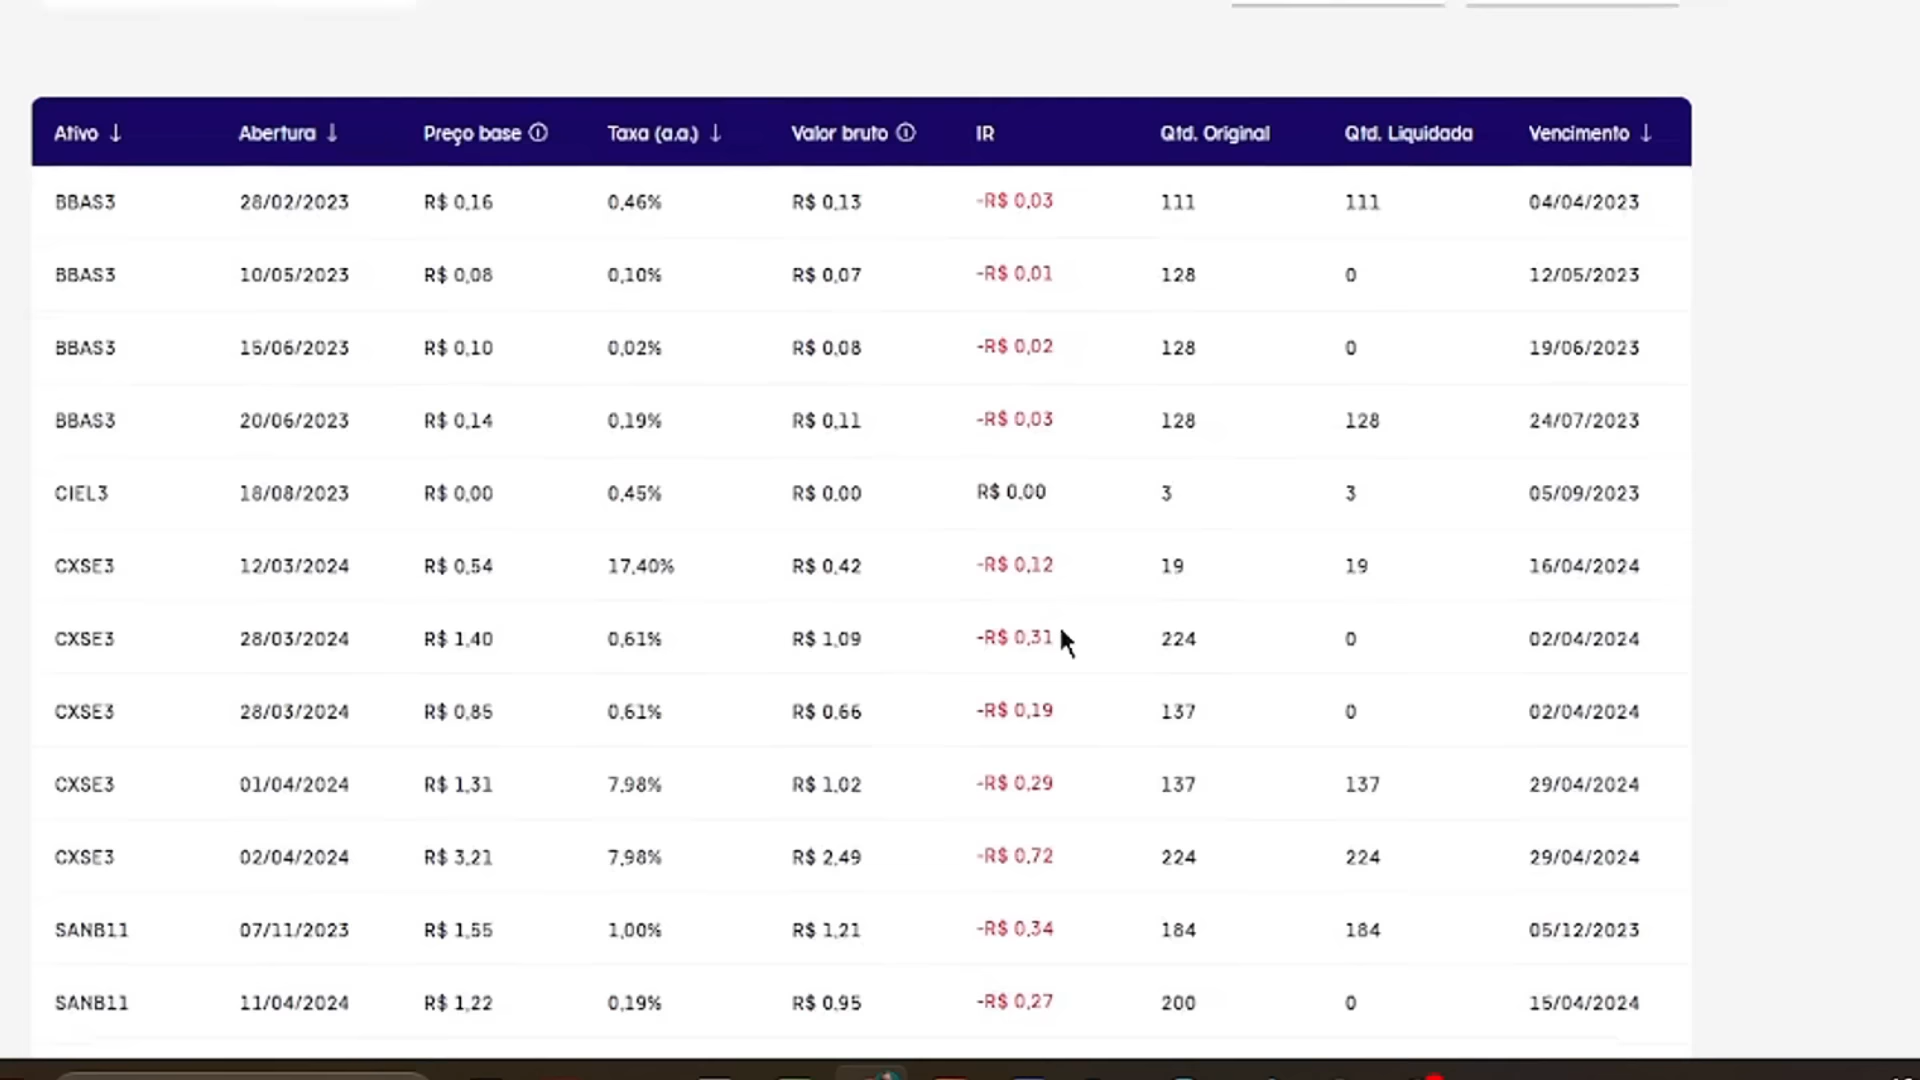 Ativo ↓ Abertura ↓ Preço base Taxa (a.a.) ↓ Valor bruto IR Qtd. Original Qtd. Liquidada Vencimento ↓
BBAS3 28/02/2023 R$ 0,16 0,46% R$ 0,13 -R$ 0,03 111 111 04/04/2023
BBAS3 10/05/2023 R$ 0,08 0,10% R$ 0,07 -R$ 0,01 128 0 12/05/2023
BBAS3 15/06/2023 R$ 0,10 0,02% R$ 0,08 -R$ 0,02 128 0 19/06/2023
BBAS3 20/06/2023 R$ 0,14 0,19% R$ 0,11 -R$ 0,03 128 128 24/07/2023
CIEL3 18/08/2023 R$ 0,00 0,45% R$ 0,00 R$ 0,00 3 3 05/09/2023
CXSE3 12/03/2024 R$ 0,54 17,40% R$ 0,42 -R$ 0,12 19 19 16/04/2024
CXSE3 28/03/2024 R$ 1,40 0,61% R$ 1,09 -R$ 0,31 224 0 02/04/2024
CXSE3 28/03/2024 R$ 0,85 0,61% R$ 0,66 -R$ 0,19 137 0 02/04/2024
CXSE3 01/04/2024 R$ 1,31 7,98% R$ 1,02 -R$ 0,29 137 137 29/04/2024
CXSE3 02/04/2024 R$ 3,21 7,98% R$ 2,49 -R$ 0,72 224 224 29/04/2024
SANB11 07/11/2023 R$ 1,55 1,00% R$ 1,21 -R$ 0,34 184 184 05/12/2023
SANB11 11/04/2024 R$ 1,22 0,19% R$ 0,95 -R$ 0,27 200 0 15/04/2024